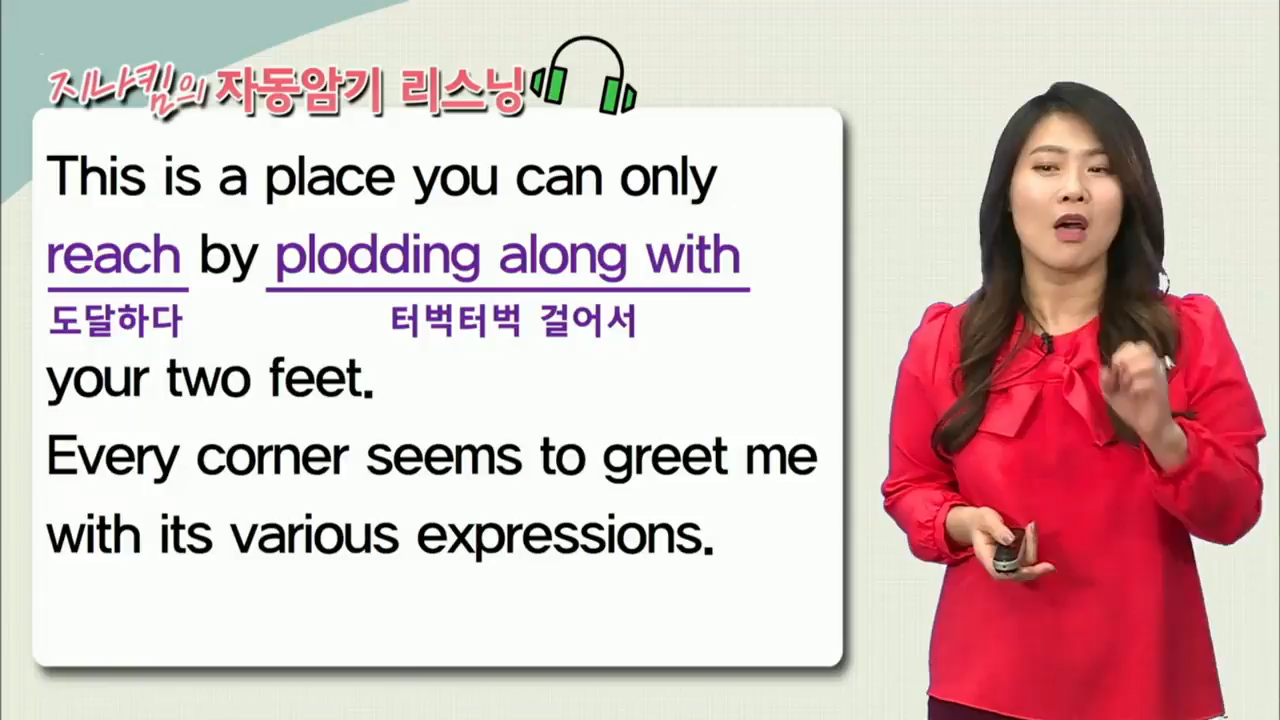 지나킴의 자동암기 리스닝
This is a place you can only
reach by plodding along with
도달하다 터벅터벅 걸어서
your two feet.
Every corner seems to greet me
with its various expressions.